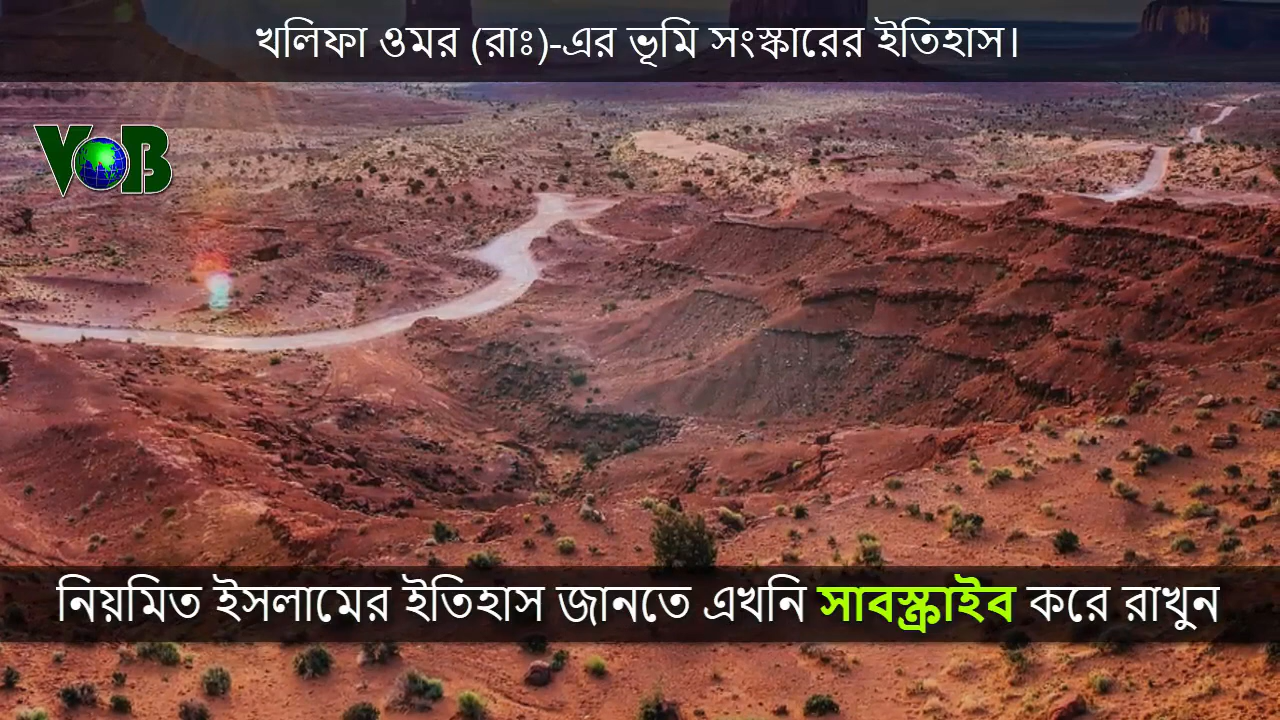 খলিফা ওমর (রাঃ)-এর ভূমি সংস্কারের ইতিহাস।
VOB
নিয়মিত ইসলামের ইতিহাস জানতে এখনি সাবস্ক্রাইব করে রাখুন